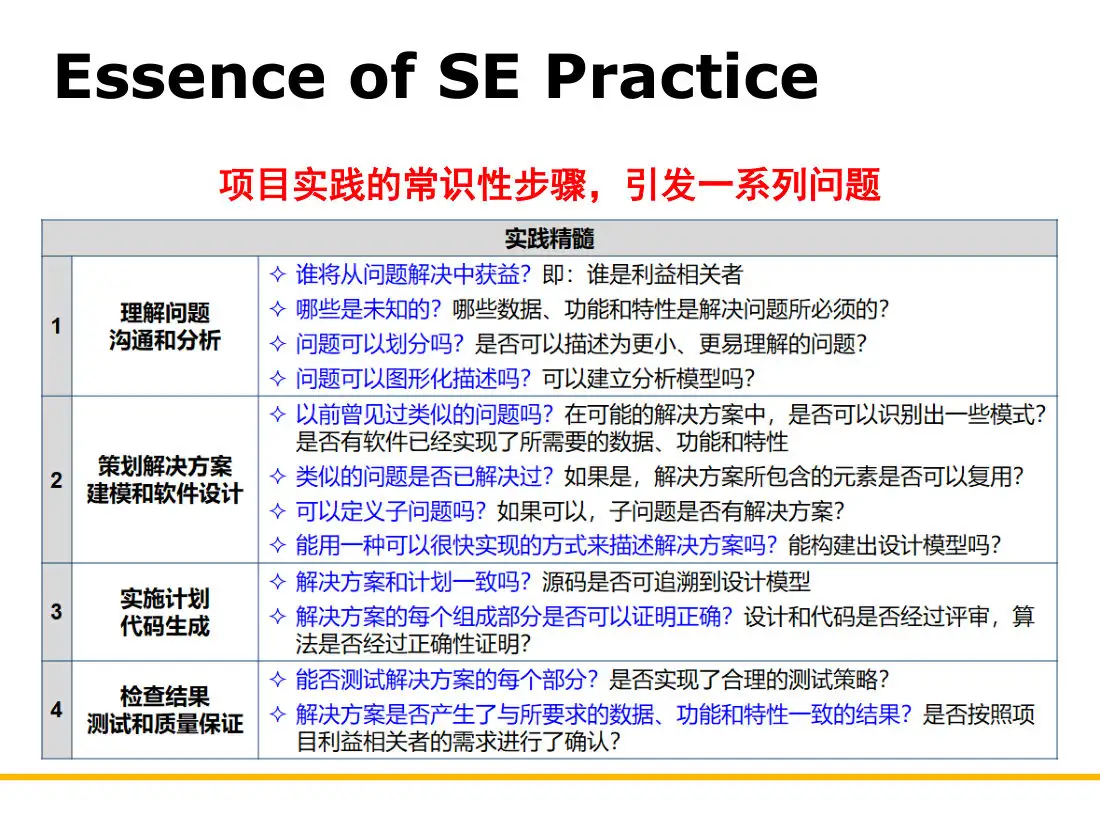 Essence of SE Practice
项目实践的常识性步骤，引发一系列问题
实践精髓
1
理解问题
沟通和分析
✧ 谁将从问题解决中获益？即：谁是利益相关者
✧ 哪些是未知的？哪些数据、功能和特性是解决问题所必须的？
✧ 问题可以划分吗？是否可以描述为更小、更易理解的问题？
✧ 问题可以图形化描述吗？可以建立分析模型吗？
2
策划解决方案
建模和软件设计
✧ 以前曾见过类似的问题吗？在可能的解决方案中，是否可以识别出一些模式？
是否有软件已经实现了所需要的数据、功能和特性
✧ 类似的问题是否已解决过？如果是，解决方案所包含的元素是否可以复用？
✧ 可以定义子问题吗？如果可以，子问题是否有解决方案？
✧ 能用一种可以很快实现的方式来描述解决方案吗？能构建出设计模型吗？
3
实施计划
代码生成
✧ 解决方案和计划一致吗？源码是否可追溯到设计模型
✧ 解决方案的每个组成部分是否可以证明正确？设计和代码是否经过评审，算
法是否经过正确性证明？
4
检查结果
测试和质量保证
✧ 能否测试解决方案的每个部分？是否实现了合理的测试策略？
✧ 解决方案是否产生了与所要求的数据、功能和特性一致的结果？是否按照项
目利益相关者的需求进行了确认？